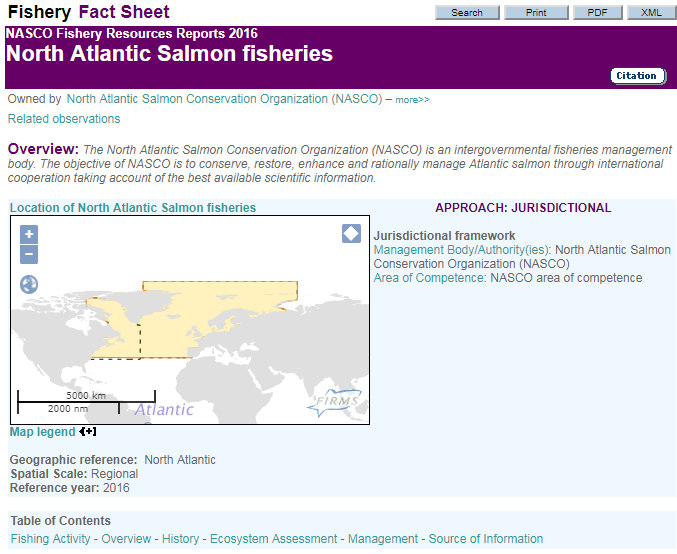 Fishery Fact Sheet
Search
Print
PDF
XML
NASCO Fishery Resources Reports 2016
North Atlantic Salmon fisheries
Citation
Owned by North Atlantic Salmon Conservation Organization (NASCO) – more>>
Related observations
Overview: The North Atlantic Salmon Conservation Organization (NASCO) is an intergovernmental fisheries management
body. The objective of NASCO is to conserve, restore, enhance and rationally manage Atlantic salmon through international
cooperation taking account of the best available scientific information.
Location of North Atlantic Salmon fisheries
+
−
5000 km
2000 nm
Atlantic
FIRMS
Map legend [+]
Geographic reference: North Atlantic
Spatial Scale: Regional
Reference year: 2016
APPROACH: JURISDICTIONAL
Jurisdictional framework
Management Body/Authority(ies): North Atlantic Salmon
Conservation Organization (NASCO)
Area of Competence: NASCO area of competence
Table of Contents
Fishing Activity - Overview - History - Ecosystem Assessment - Management - Source of Information